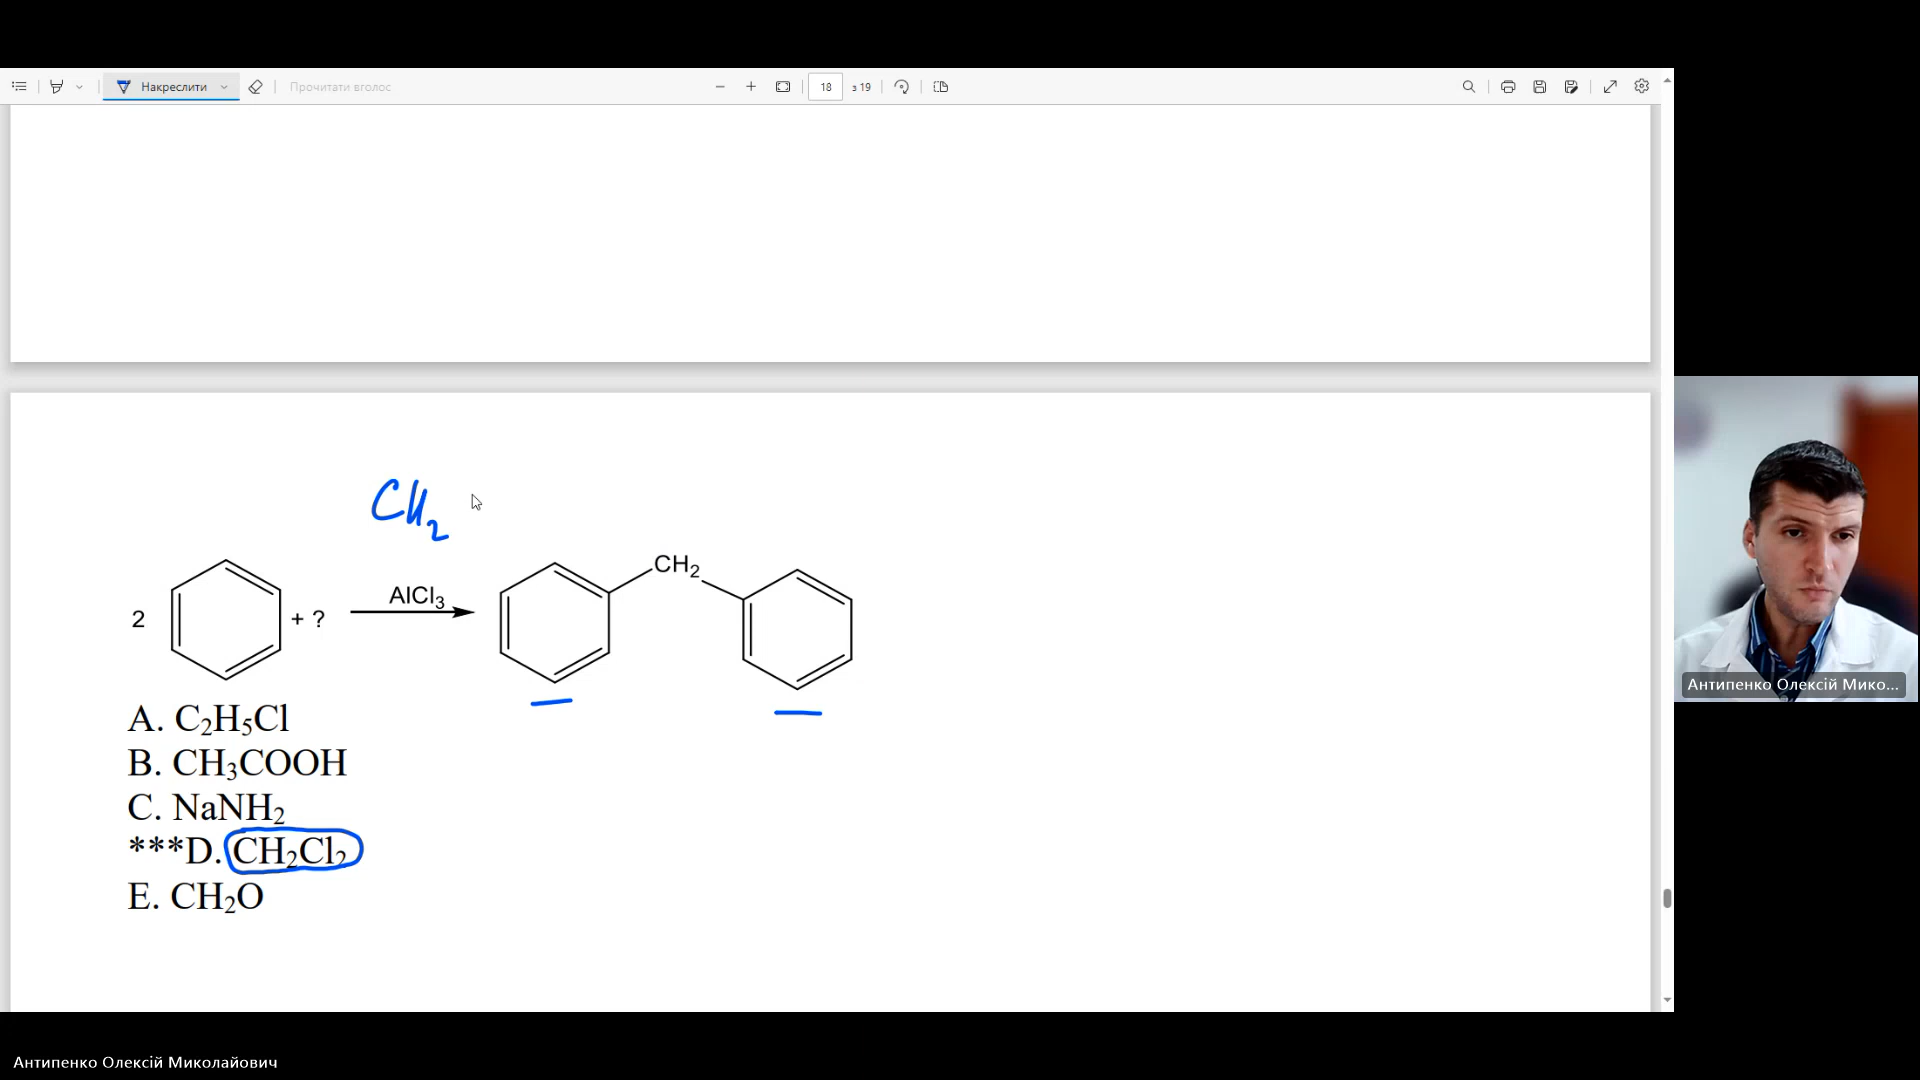 Накреслити Прочитати вголос 18 з 19
CH₂
2 + ? AlCl₃ CH₂
A. C₂H₅Cl
B. CH₃COOH
C. NaNH₂
***D. CH₂Cl₂
E. CH₂O
Антипенко Олексій Мико...
Антипенко Олексій Миколайович